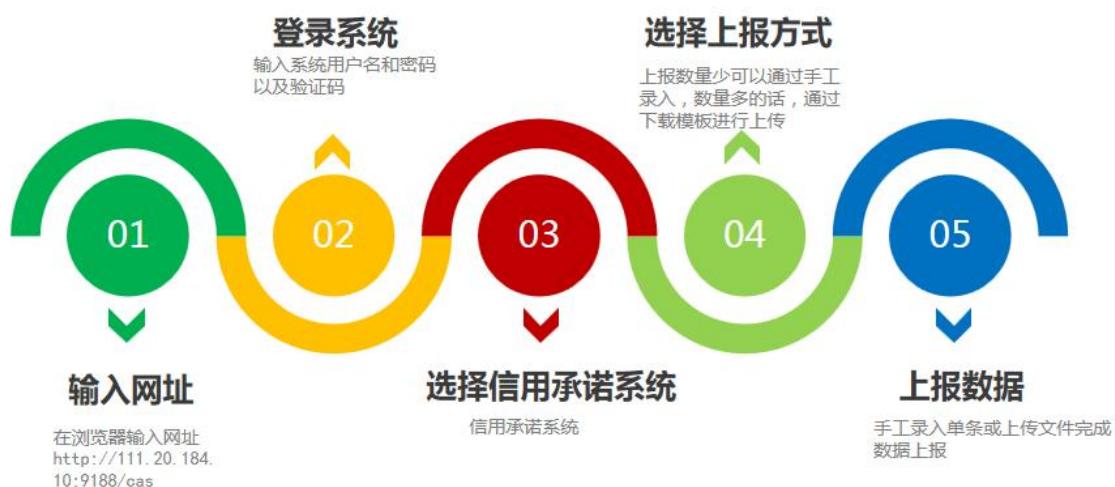 01
输入网址
在浏览器输入网址
http://111.20.184.
10:9188/cas
登录系统
输入系统用户名和密码
以及验证码
02
03
选择信用承诺系统
信用承诺系统
选择上报方式
上报数量少可以通过手工
录入，数量多的话，通过
下载模板进行上传
04
05
上报数据
手工录入单条或上传文件完成
数据上报